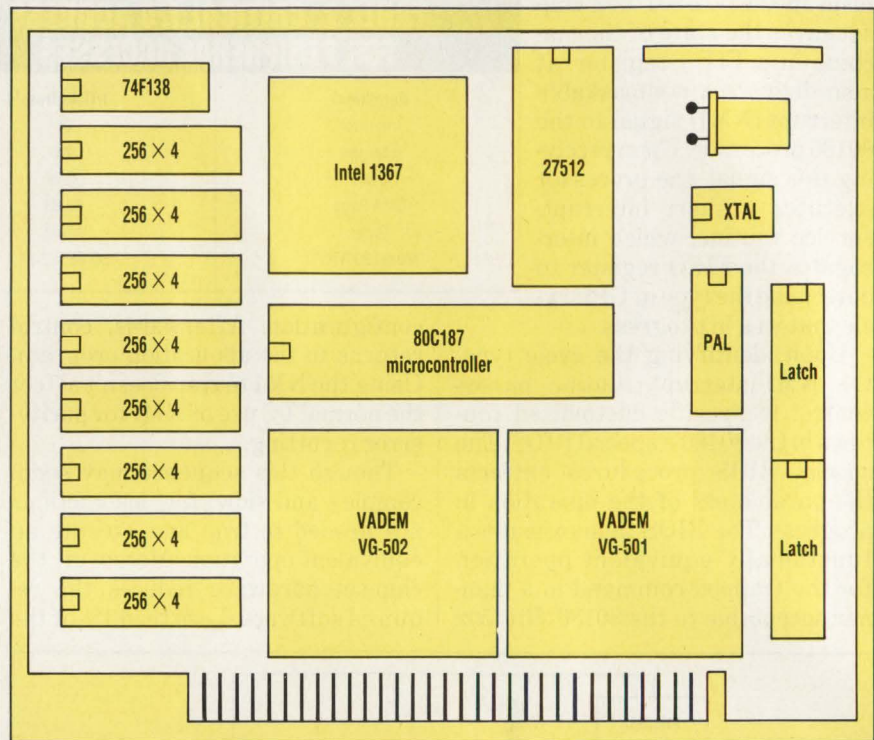 74F138
256 × 4
256 × 4
256 × 4
256 × 4
256 × 4
256 × 4
256 × 4
256 × 4
Intel 1367
27512
XTAL
80C187
microcontroller
PAL
Latch
Latch
VADEM
VG-502
VADEM
VG-501